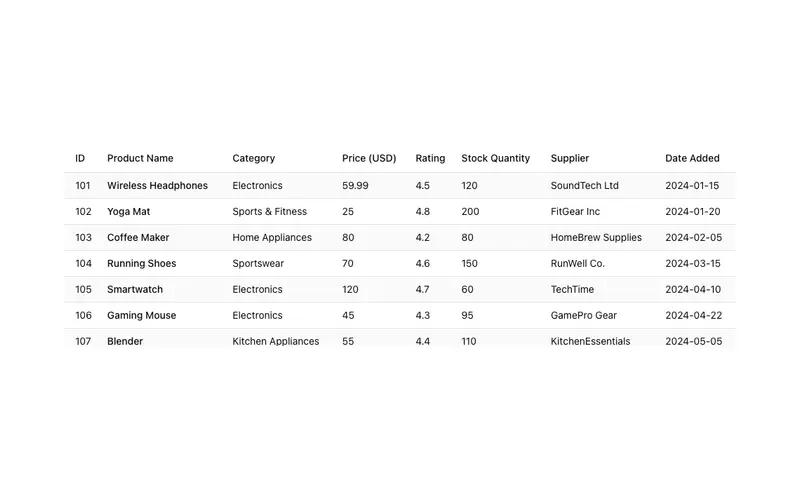 ID Product Name Category Price (USD) Rating Stock Quantity Supplier Date Added
101 Wireless Headphones Electronics 59.99 4.5 120 SoundTech Ltd 2024-01-15
102 Yoga Mat Sports & Fitness 25 4.8 200 FitGear Inc 2024-01-20
103 Coffee Maker Home Appliances 80 4.2 80 HomeBrew Supplies 2024-02-05
104 Running Shoes Sportswear 70 4.6 150 RunWell Co. 2024-03-15
105 Smartwatch Electronics 120 4.7 60 TechTime 2024-04-10
106 Gaming Mouse Electronics 45 4.3 95 GamePro Gear 2024-04-22
107 Blender Kitchen Appliances 55 4.4 110 KitchenEssentials 2024-05-05